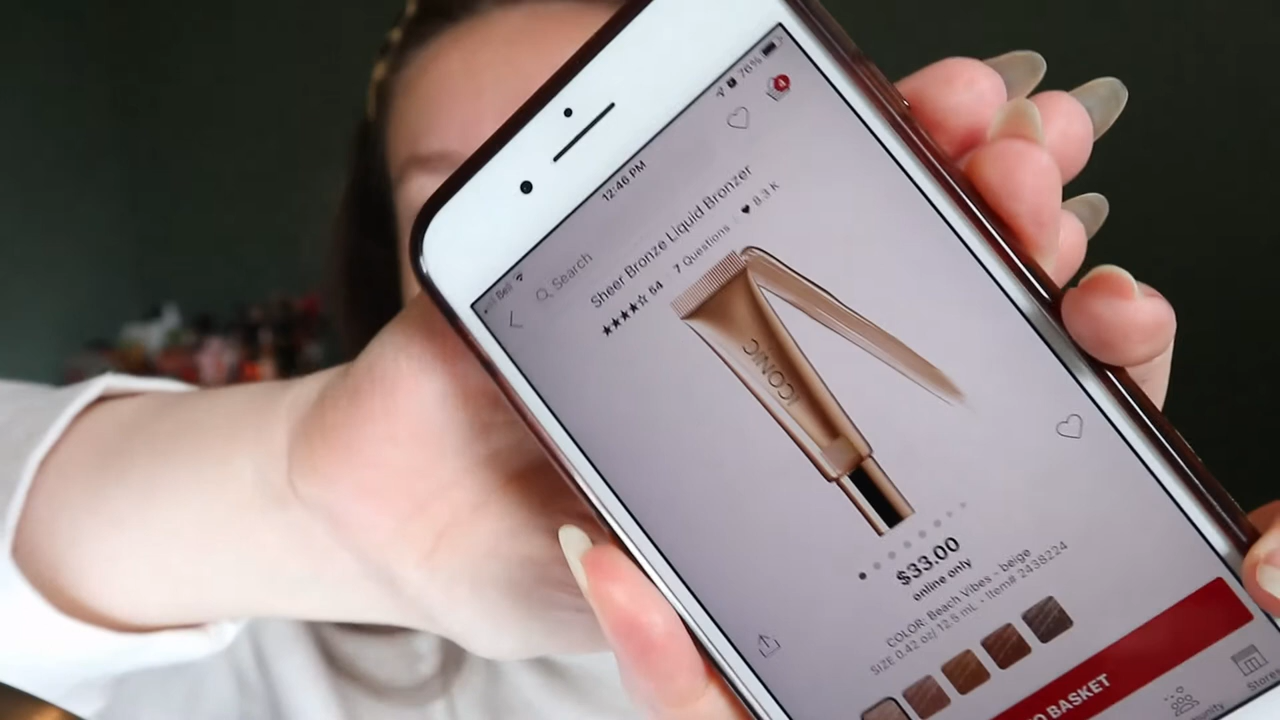 Bell
12:46 PM
76%
Search
4
Sheer Bronze Liquid Bronzer
64 7 Questions 8.3 K
ICONIC
$33.00
online only
COLOR: Beach Vibes - beige
SIZE 0.42 oz/ 12.5 mL • Item# 2438224
BASKET